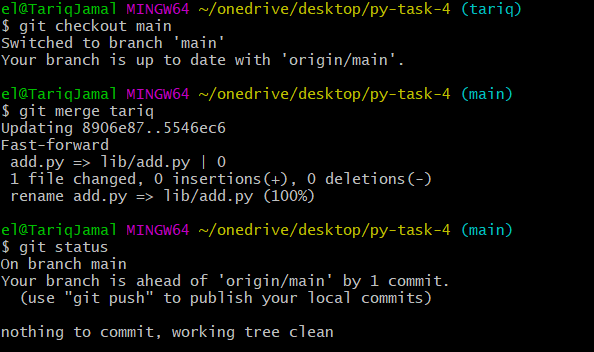 el@TariqJamal MINGW64 ~/onedrive/desktop/py-task-4 (tariq)
$ git checkout main
Switched to branch 'main'
Your branch is up to date with 'origin/main'.
el@TariqJamal MINGW64 ~/onedrive/desktop/py-task-4 (main)
$ git merge tariq
Updating 8906e87..5546ec6
Fast-forward
 add.py => lib/add.py | 0
 1 file changed, 0 insertions(+), 0 deletions(-)
 rename add.py => lib/add.py (100%)
el@TariqJamal MINGW64 ~/onedrive/desktop/py-task-4 (main)
$ git status
On branch main
Your branch is ahead of 'origin/main' by 1 commit.
  (use "git push" to publish your local commits)
nothing to commit, working tree clean